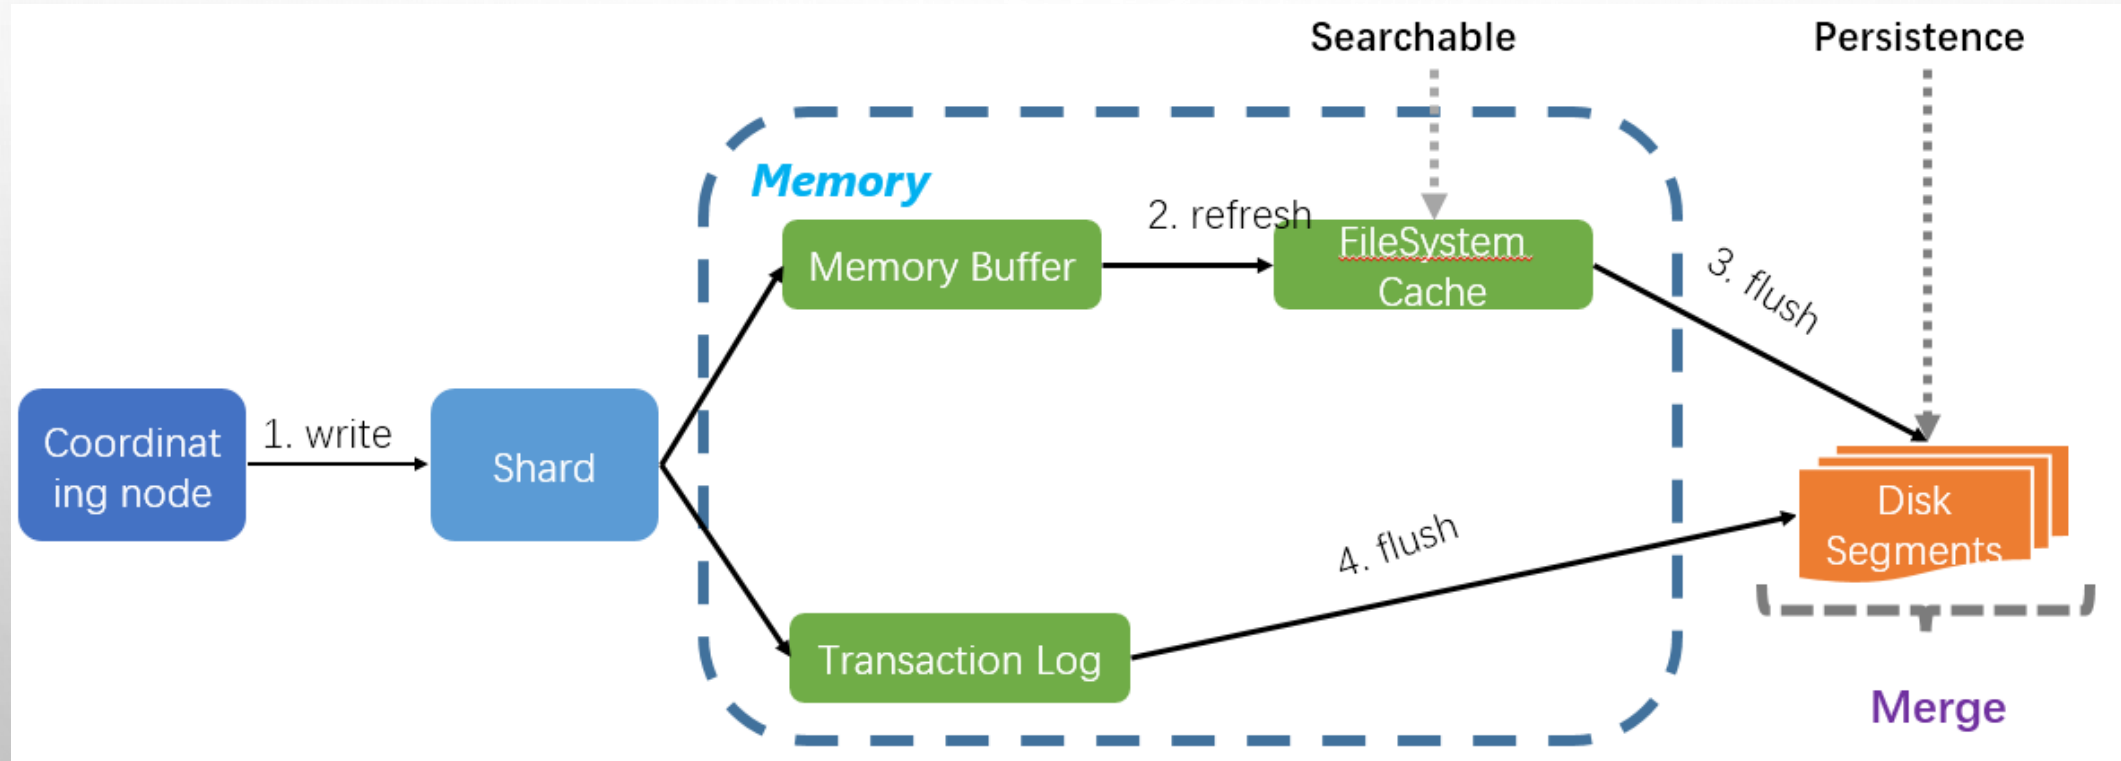 Searchable
Persistence
Memory
2. refresh
Memory Buffer
FileSystem
Cache
3. flush
1. write
Coordinat
ing node
Shard
Disk
Segments
4. flush
Transaction Log
Merge